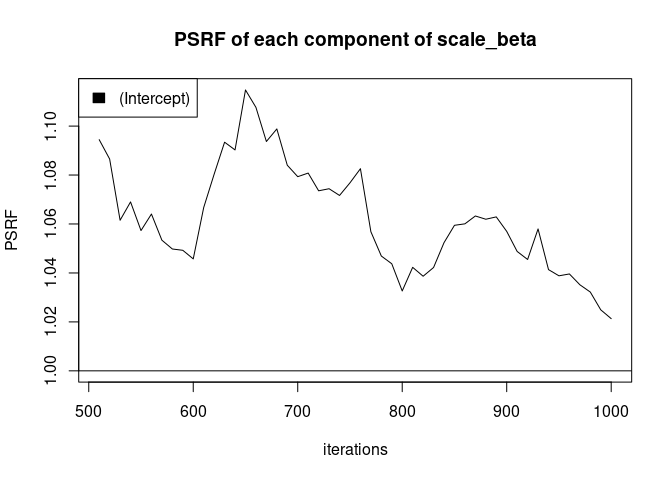 PSRF of each component of scale_beta
(Intercept)
PSRF
1.10
1.08
1.06
1.04
1.02
1.00
500 600 700 800 900 1000
iterations